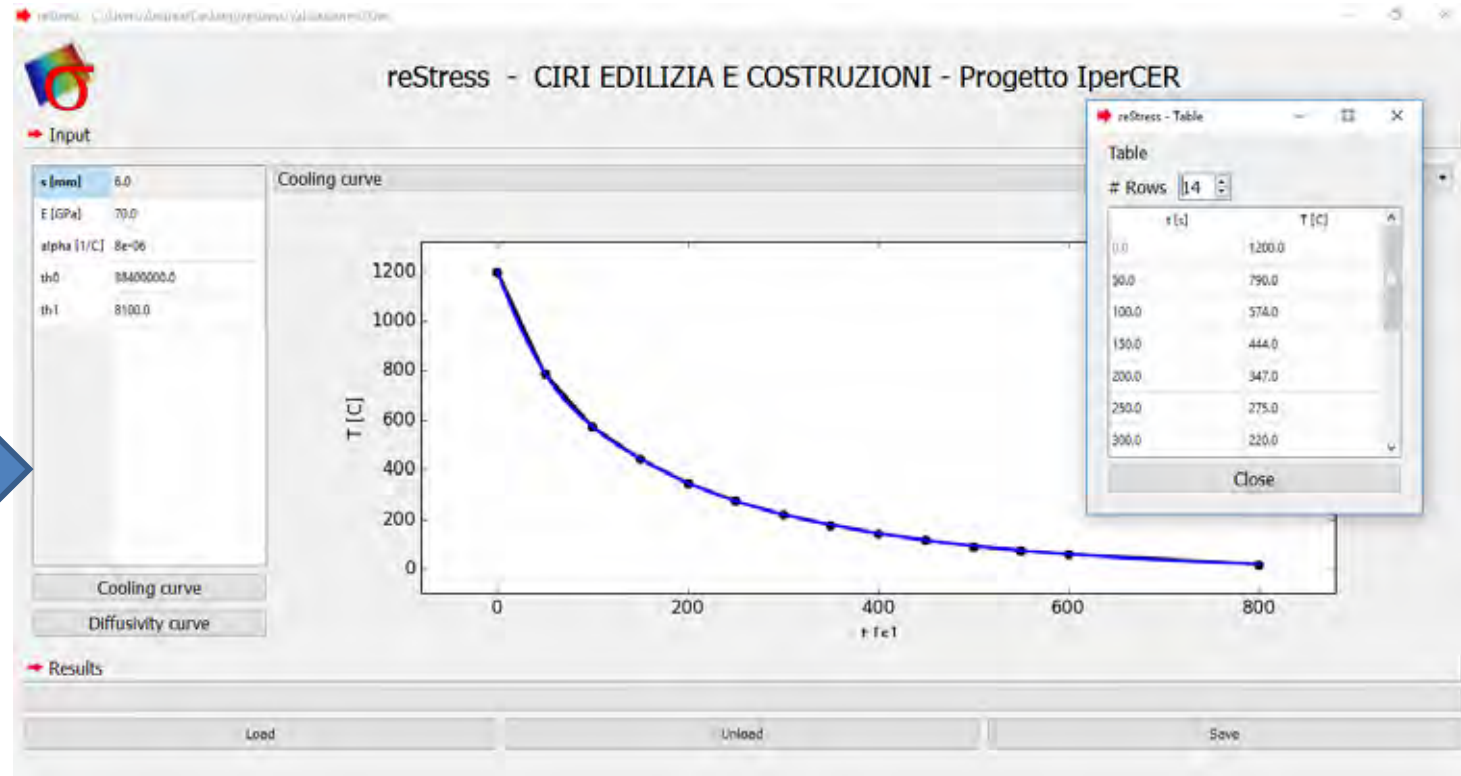 reStress - CIRI EDILIZIA E COSTRUZIONI - Progetto IperCER
σ
Input
s [mm] 6.0
E [GPa] 70.0
alpha [1/C] 8e-06
th0 38400000.0
th1 8100.0
Cooling curve
Diffusivity curve
Cooling curve
T [C]
1200
1000
800
600
400
200
0
0 200 400 600 800
t [s]
reStress - Table
Table
# Rows 14
t [s] T [C]
0.0 1200.0
50.0 790.0
100.0 574.0
150.0 444.0
200.0 347.0
250.0 275.0
300.0 220.0
Close
Results
Load Unload Save